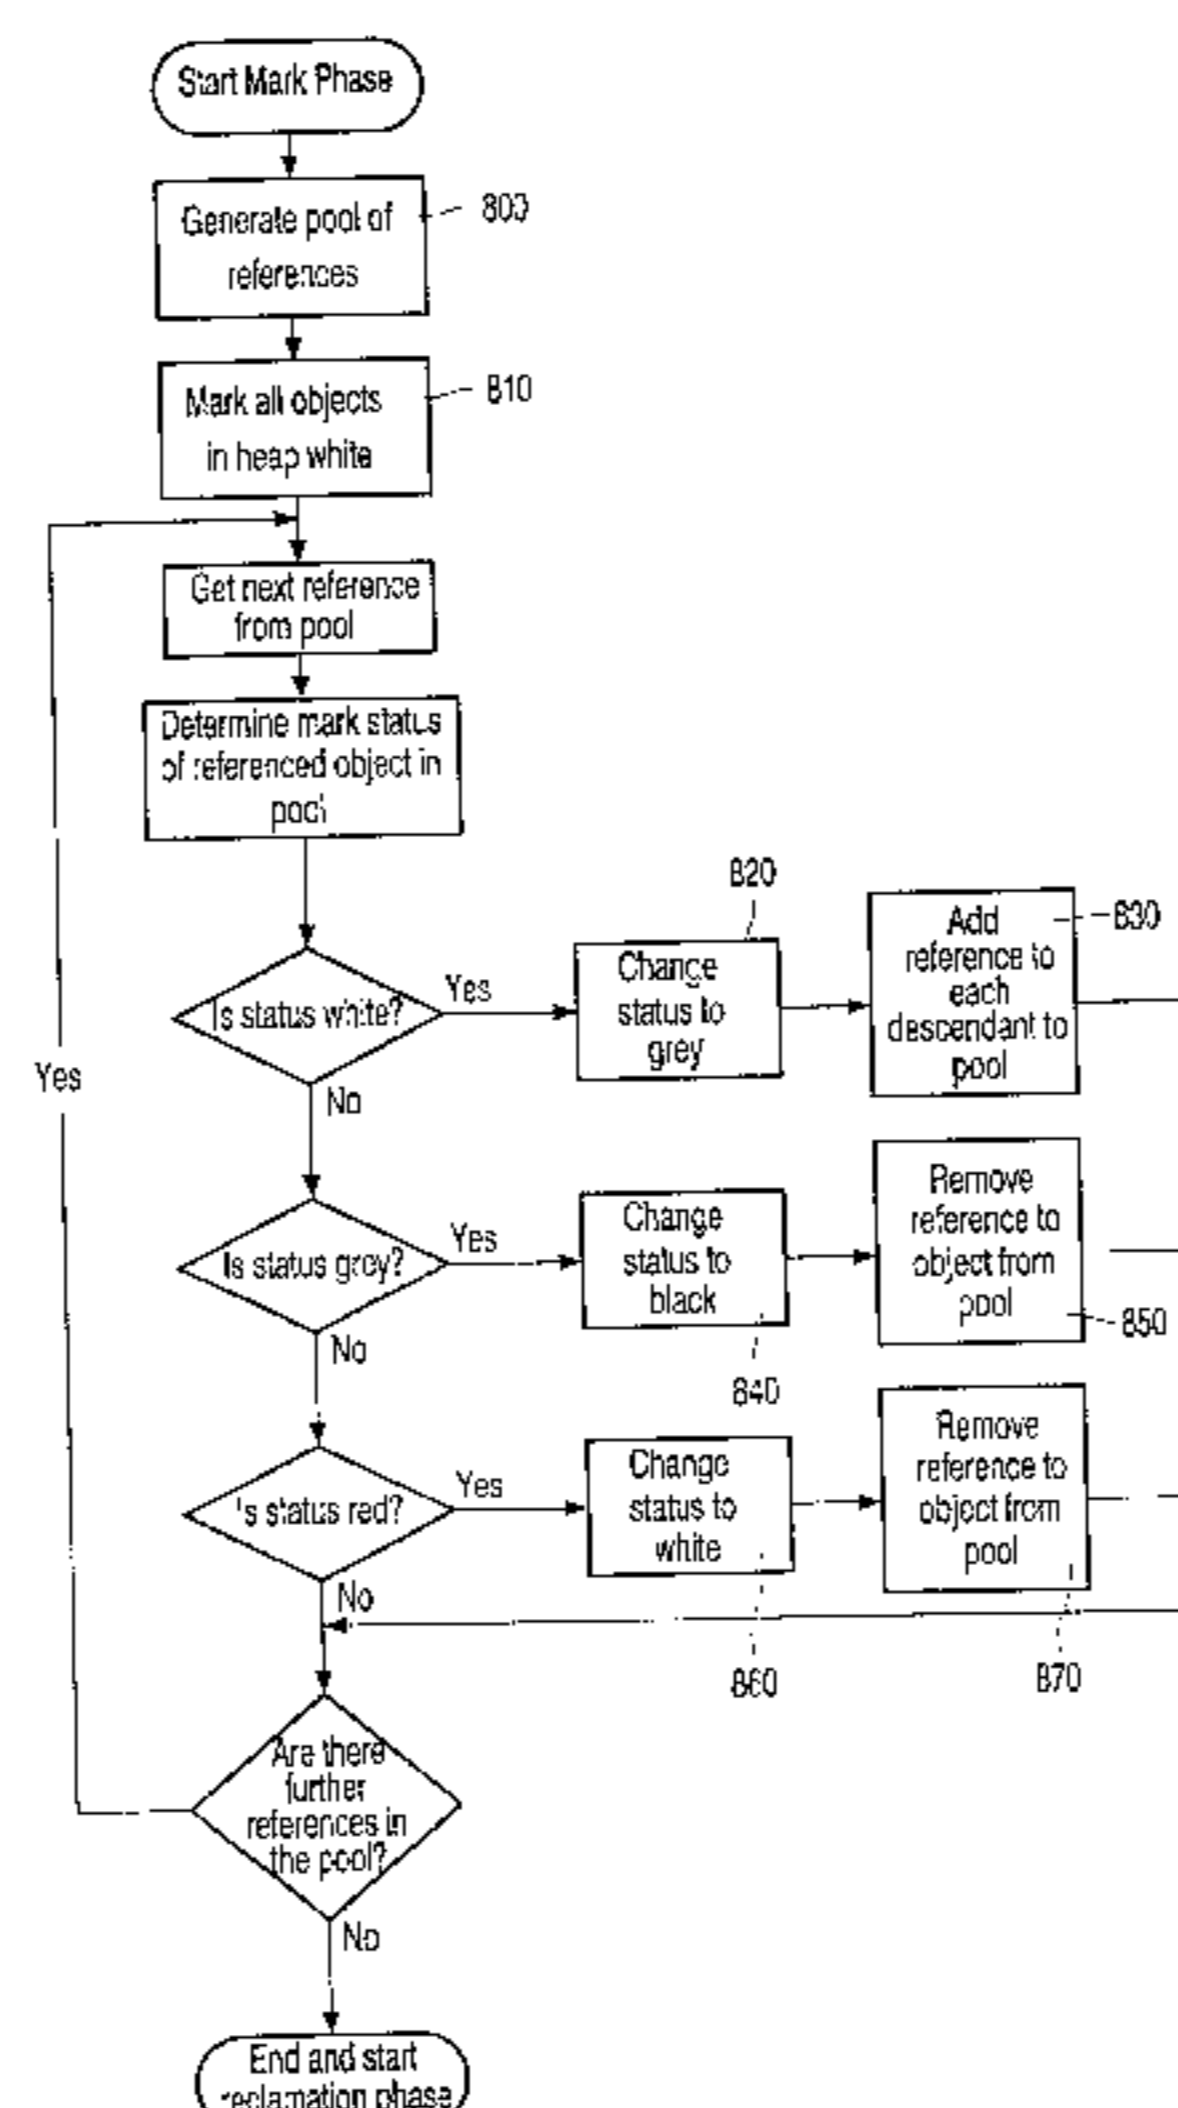 Start Mark Phase
Generate pool of
references
800
Mark all objects
in heap white
810
Get next reference
from pool
Determine mark status
of referenced object in
pool
Is status white?
Yes
No
820
Change
status to
grey
Add
reference to
each
descendant to
pool
830
Yes
Is status grey?
Yes
No
Change
status to
black
840
Remove
reference to
object from
pool
850
Is status red?
Yes
No
Change
status to
white
860
Remove
reference to
object from
pool
870
Are there
further
references in
the pool?
No
End and start
reclamation phase